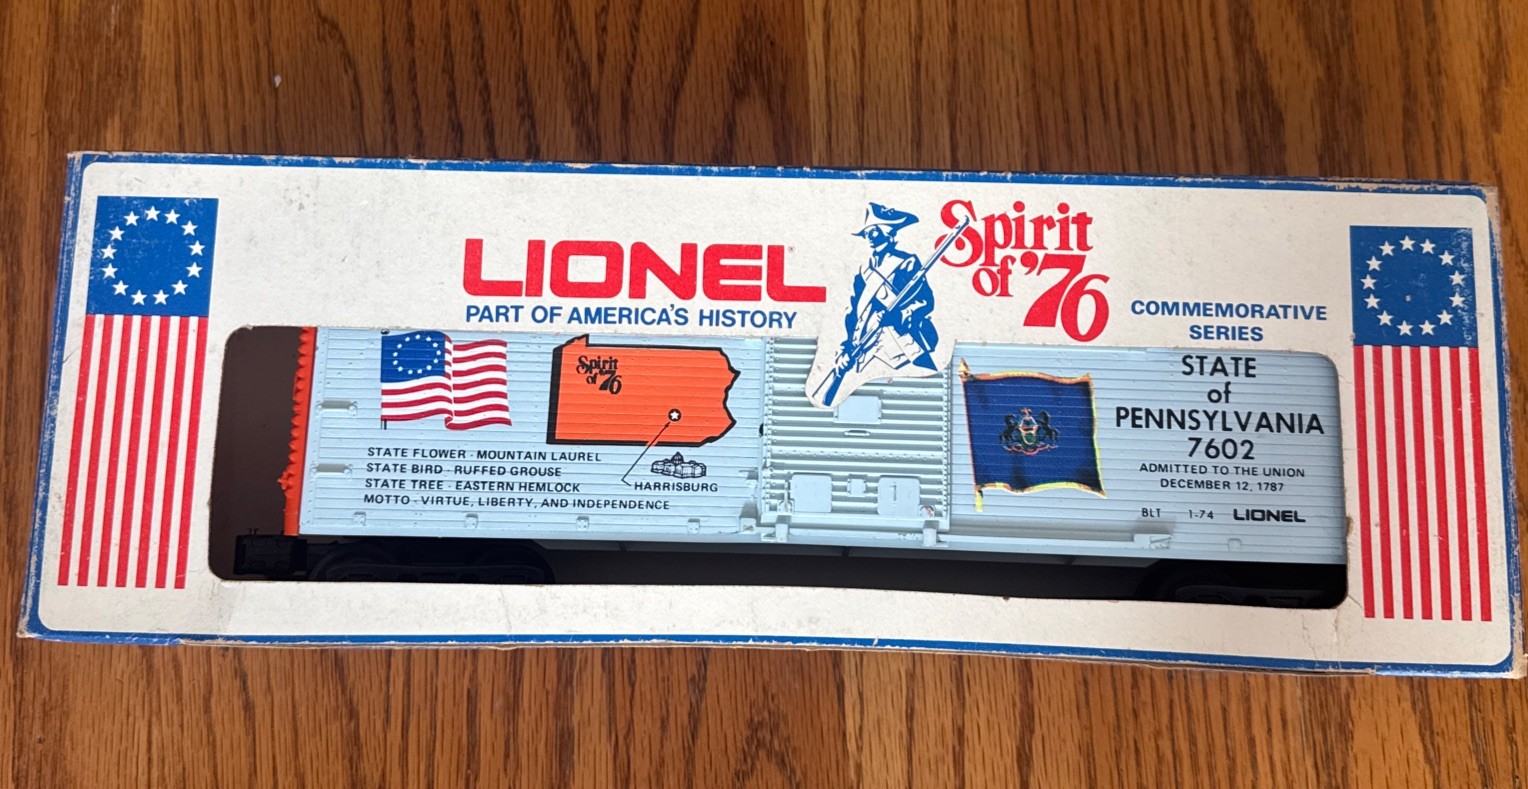 LIONEL
PART OF AMERICA'S HISTORY
Spirit
of '76
COMMEMORATIVE
SERIES
Spirit
of '76
STATE FLOWER - MOUNTAIN LAUREL
STATE BIRD - RUFFED GROUSE
STATE TREE - EASTERN HEMLOCK
MOTTO - VIRTUE, LIBERTY, AND INDEPENDENCE
HARRISBURG
1
STATE
of
PENNSYLVANIA
7602
ADMITTED TO THE UNION
DECEMBER 12, 1787
BLT 1-74 LIONEL